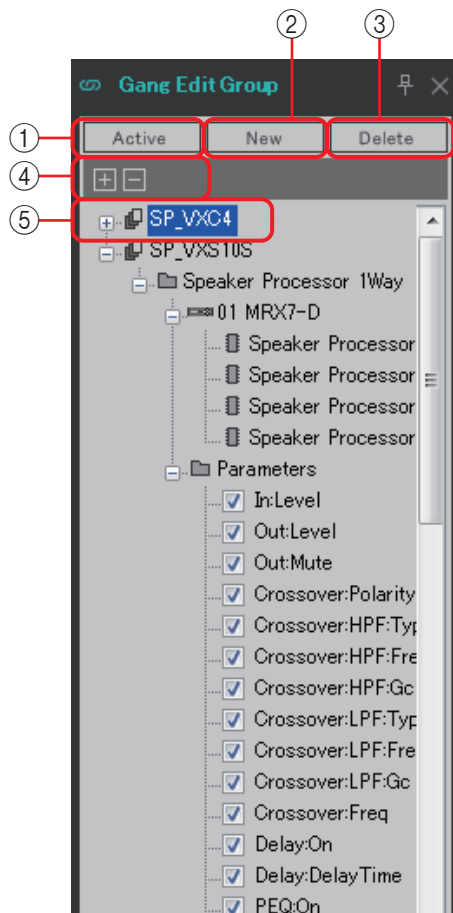 ② ③
Gang Edit Group
① Active New Delete
④
⑤ SP_VXC4
SP_VXS10S
Speaker Processor 1Way
01 MRX7-D
Speaker Processor
Speaker Processor
Speaker Processor
Speaker Processor
Parameters
In:Level
Out:Level
Out:Mute
Crossover:Polarity
Crossover:HPF:Typ
Crossover:HPF:Fre
Crossover:HPF:Gc
Crossover:LPF:Typ
Crossover:LPF:Fre
Crossover:LPF:Gc
Crossover:Freq
Delay:On
Delay:DelayTime
PEQ:On